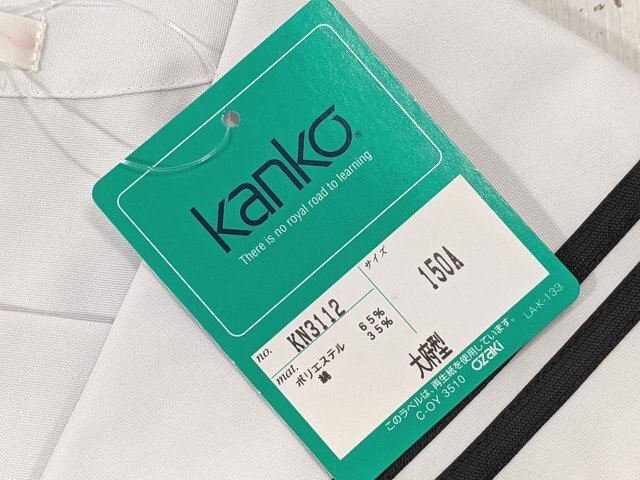 kanko®
There is no royal road to learning
no. KN3112
サイズ 150A
mat. ポリエステル 65%
綿 35%
大府型
このラベルは、再生紙を使用しています。
C-OY 3510 OZaki LA-K-133